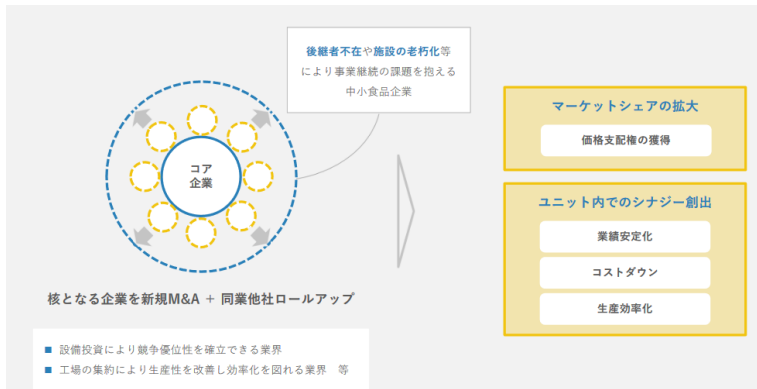 後継者不在や施設の老朽化等
により事業継続の課題を抱える
中小食品企業
コア
企業
核となる企業を新規M&A ＋ 同業他社ロールアップ
■ 設備投資により競争優位性を確立できる業界
■ 工場の集約により生産性を改善し効率化を図れる業界　等
マーケットシェアの拡大
価格支配権の獲得
ユニット内でのシナジー創出
業績安定化
コストダウン
生産効率化